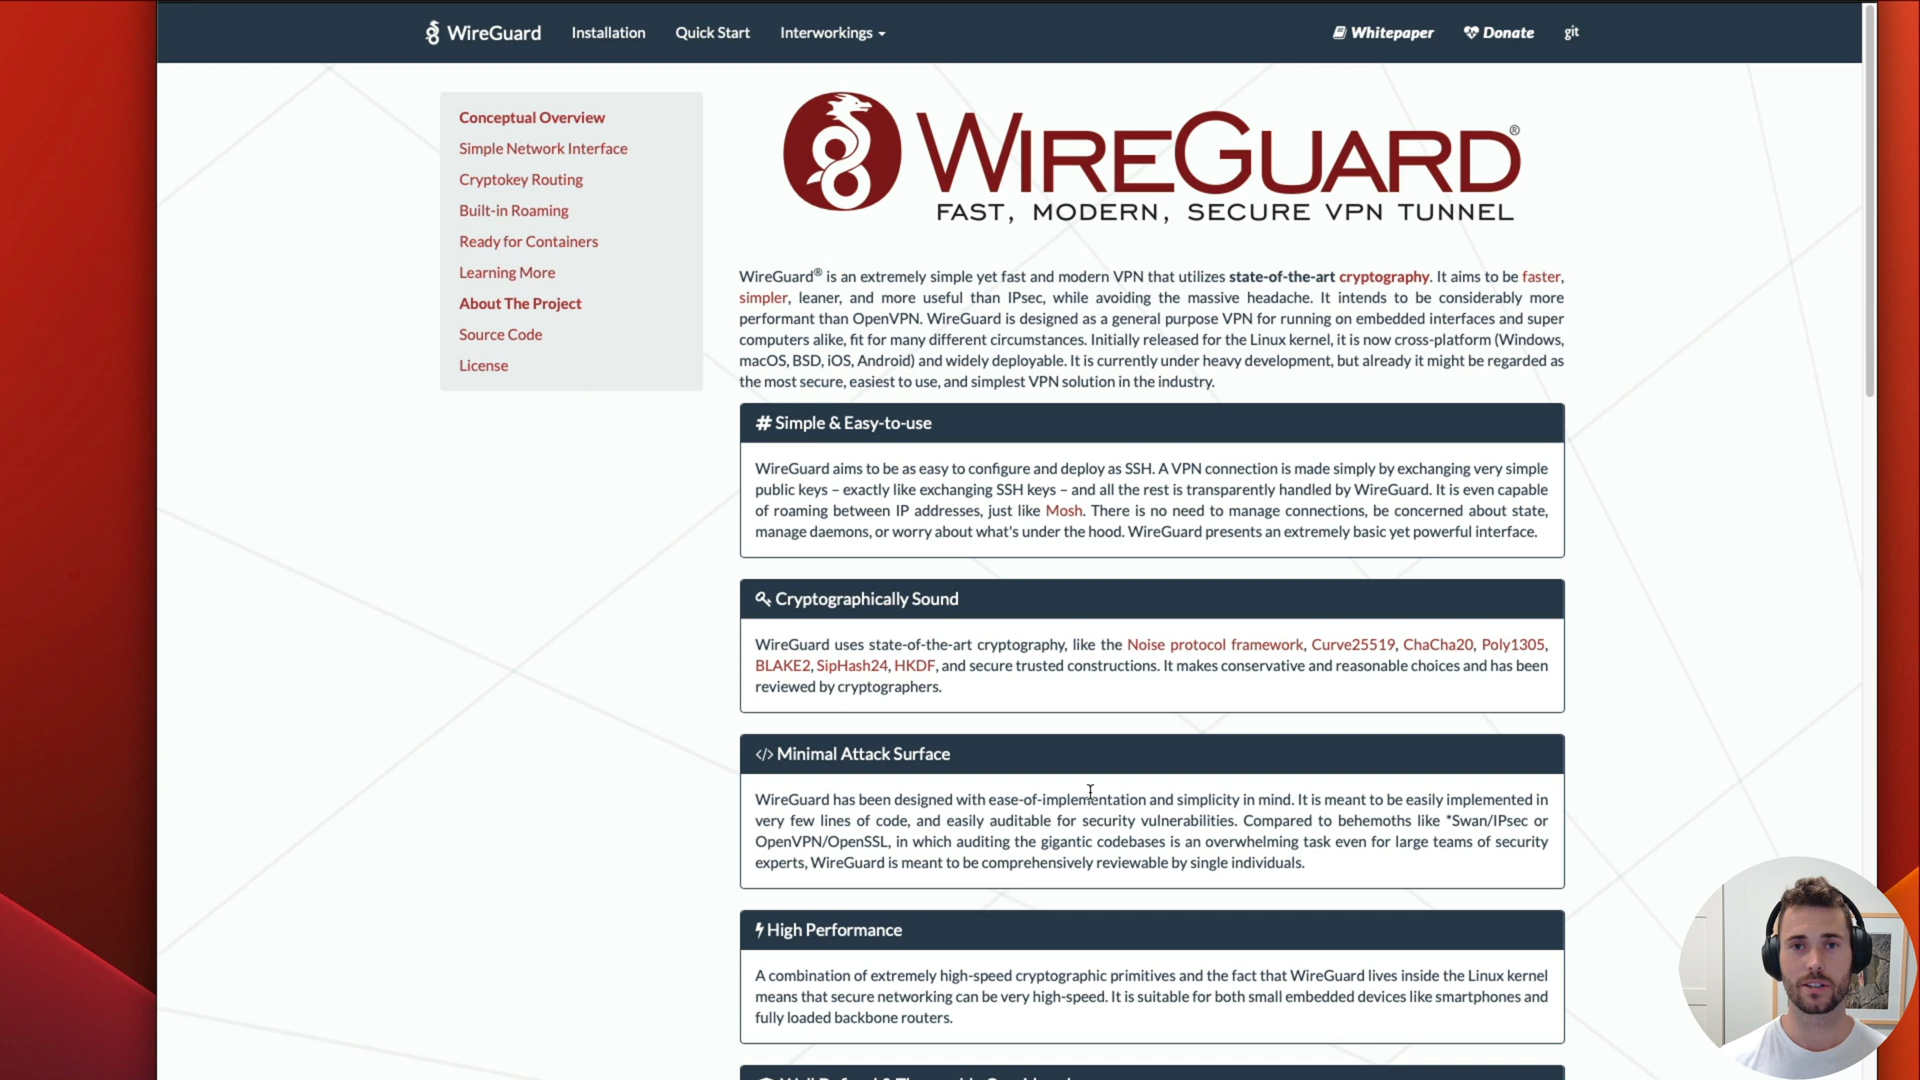 WireGuard Installation Quick Start Interworkings Whitepaper Donate git
Conceptual Overview
Simple Network Interface
Cryptokey Routing
Built-in Roaming
Ready for Containers
Learning More
About The Project
Source Code
License
WIREGUARD®
FAST, MODERN, SECURE VPN TUNNEL
WireGuard® is an extremely simple yet fast and modern VPN that utilizes state-of-the-art cryptography. It aims to be faster,
simpler, leaner, and more useful than IPsec, while avoiding the massive headache. It intends to be considerably more
performant than OpenVPN. WireGuard is designed as a general purpose VPN for running on embedded interfaces and super
computers alike, fit for many different circumstances. Initially released for the Linux kernel, it is now cross-platform (Windows,
macOS, BSD, iOS, Android) and widely deployable. It is currently under heavy development, but already it might be regarded as
the most secure, easiest to use, and simplest VPN solution in the industry.
# Simple & Easy-to-use
WireGuard aims to be as easy to configure and deploy as SSH. A VPN connection is made simply by exchanging very simple
public keys – exactly like exchanging SSH keys – and all the rest is transparently handled by WireGuard. It is even capable
of roaming between IP addresses, just like Mosh. There is no need to manage connections, be concerned about state,
manage daemons, or worry about what's under the hood. WireGuard presents an extremely basic yet powerful interface.
Cryptographically Sound
WireGuard uses state-of-the-art cryptography, like the Noise protocol framework, Curve25519, ChaCha20, Poly1305,
BLAKE2, SipHash24, HKDF, and secure trusted constructions. It makes conservative and reasonable choices and has been
reviewed by cryptographers.
</> Minimal Attack Surface
WireGuard has been designed with ease-of-implementation and simplicity in mind. It is meant to be easily implemented in
very few lines of code, and easily auditable for security vulnerabilities. Compared to behemoths like *Swan/IPsec or
OpenVPN/OpenSSL, in which auditing the gigantic codebases is an overwhelming task even for large teams of security
experts, WireGuard is meant to be comprehensively reviewable by single individuals.
High Performance
A combination of extremely high-speed cryptographic primitives and the fact that WireGuard lives inside the Linux kernel
means that secure networking can be very high-speed. It is suitable for both small embedded devices like smartphones and
fully loaded backbone routers.